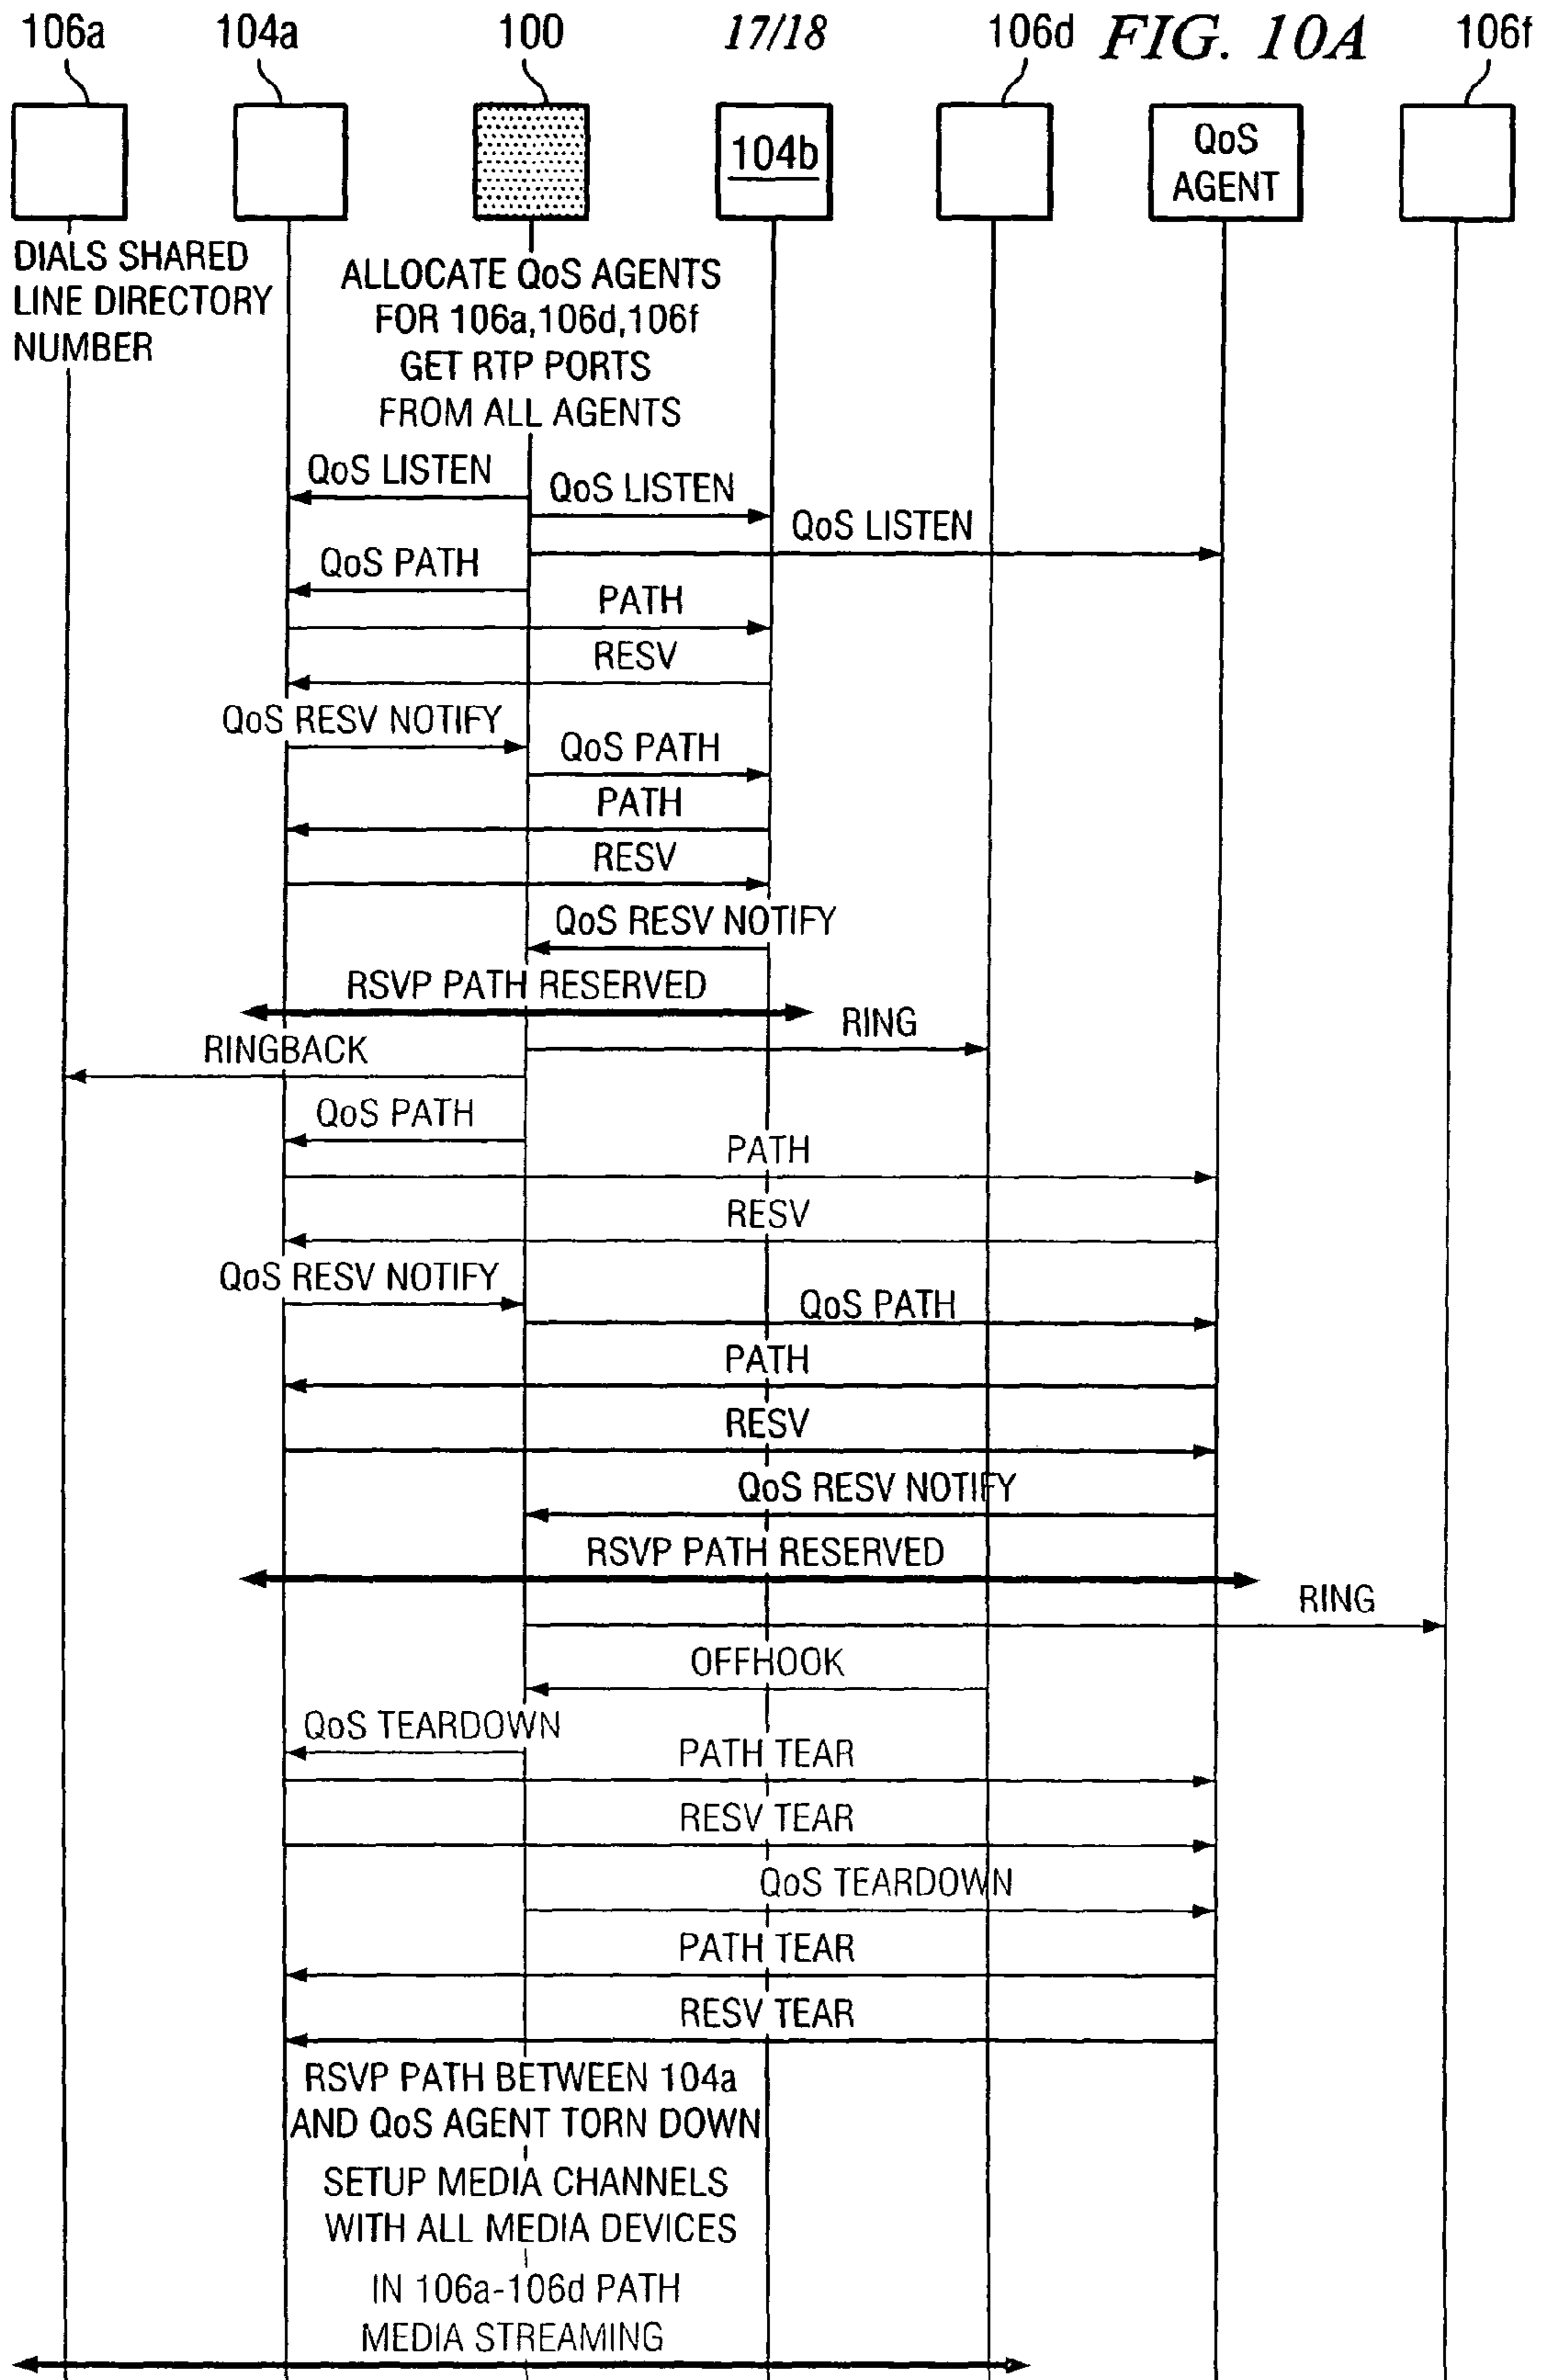 106a 104a 100 17/18 106d FIG. 10A 106f
104b
QoS
AGENT
DIALS SHARED
LINE DIRECTORY
NUMBER
ALLOCATE QoS AGENTS
FOR 106a,106d,106f
GET RTP PORTS
FROM ALL AGENTS
QoS LISTEN
QoS LISTEN
QoS LISTEN
QoS PATH
PATH
RESV
QoS RESV NOTIFY
QoS PATH
PATH
RESV
QoS RESV NOTIFY
RSVP PATH RESERVED
RING
RINGBACK
QoS PATH
PATH
RESV
QoS RESV NOTIFY
QoS PATH
PATH
RESV
QoS RESV NOTIFY
RSVP PATH RESERVED
RING
OFFHOOK
QoS TEARDOWN
PATH TEAR
RESV TEAR
QoS TEARDOWN
PATH TEAR
RESV TEAR
RSVP PATH BETWEEN 104a
AND QoS AGENT TORN DOWN
SETUP MEDIA CHANNELS
WITH ALL MEDIA DEVICES
IN 106a-106d PATH
MEDIA STREAMING